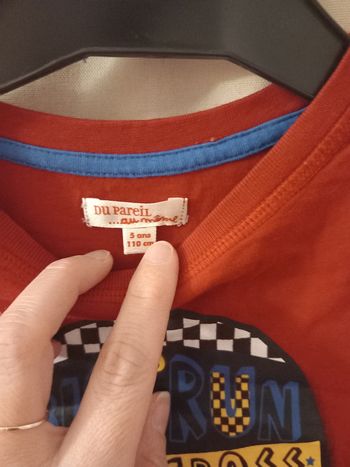 DU PAREiL
...au même
5 ans
110 cm
RUN